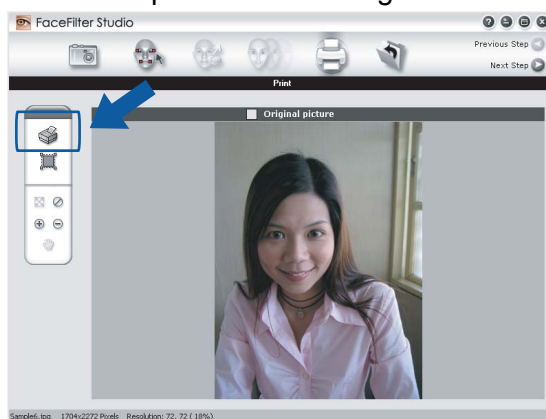 FaceFilter Studio
Previous Step
Next Step
Print
Original picture
Sample6.jpg 1704x2272 Pixels Resolution: 72, 72 ( 18%)